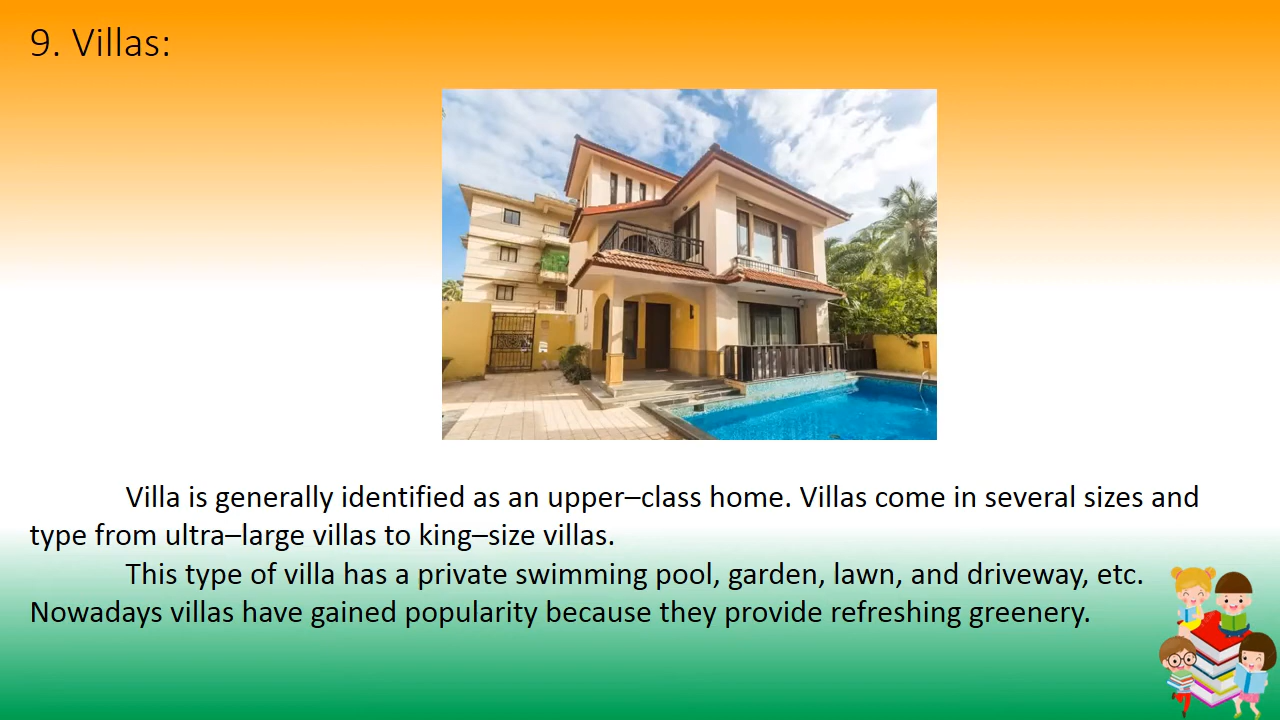 9. Villas:
Villa is generally identified as an upper–class home. Villas come in several sizes and
type from ultra–large villas to king–size villas.
This type of villa has a private swimming pool, garden, lawn, and driveway, etc.
Nowadays villas have gained popularity because they provide refreshing greenery.